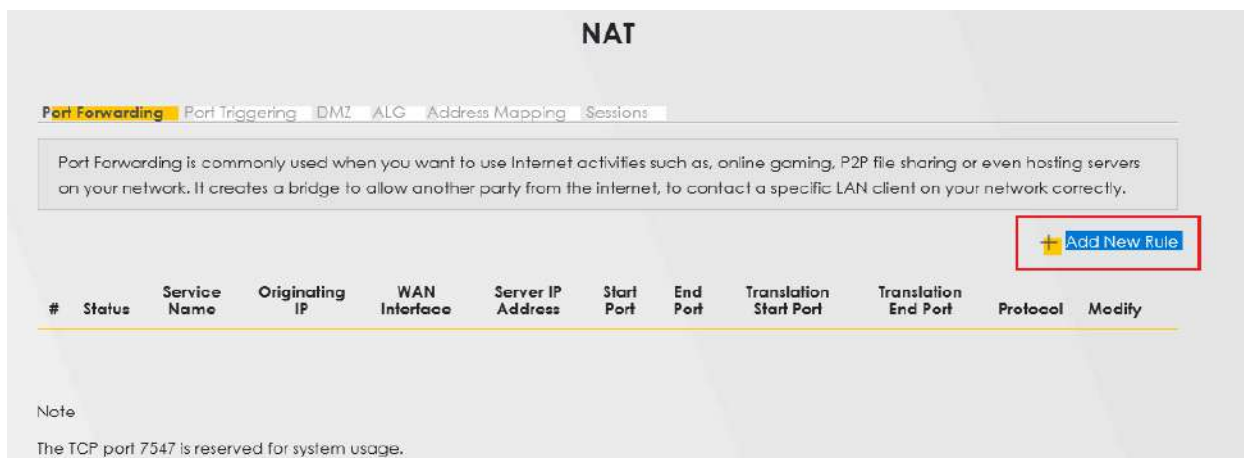 NAT
Port Forwarding Port Triggering DMZ ALG Address Mapping Sessions
Port Forwarding is commonly used when you want to use Internet activities such as, online gaming, P2P file sharing or even hosting servers
on your network. It creates a bridge to allow another party from the internet, to contact a specific LAN client on your network correctly.
+ Add New Rule
# Status Service Name Originating IP WAN Interface Server IP Address Start Port End Port Translation Start Port Translation End Port Protocol Modify
Note
The TCP port 7547 is reserved for system usage.